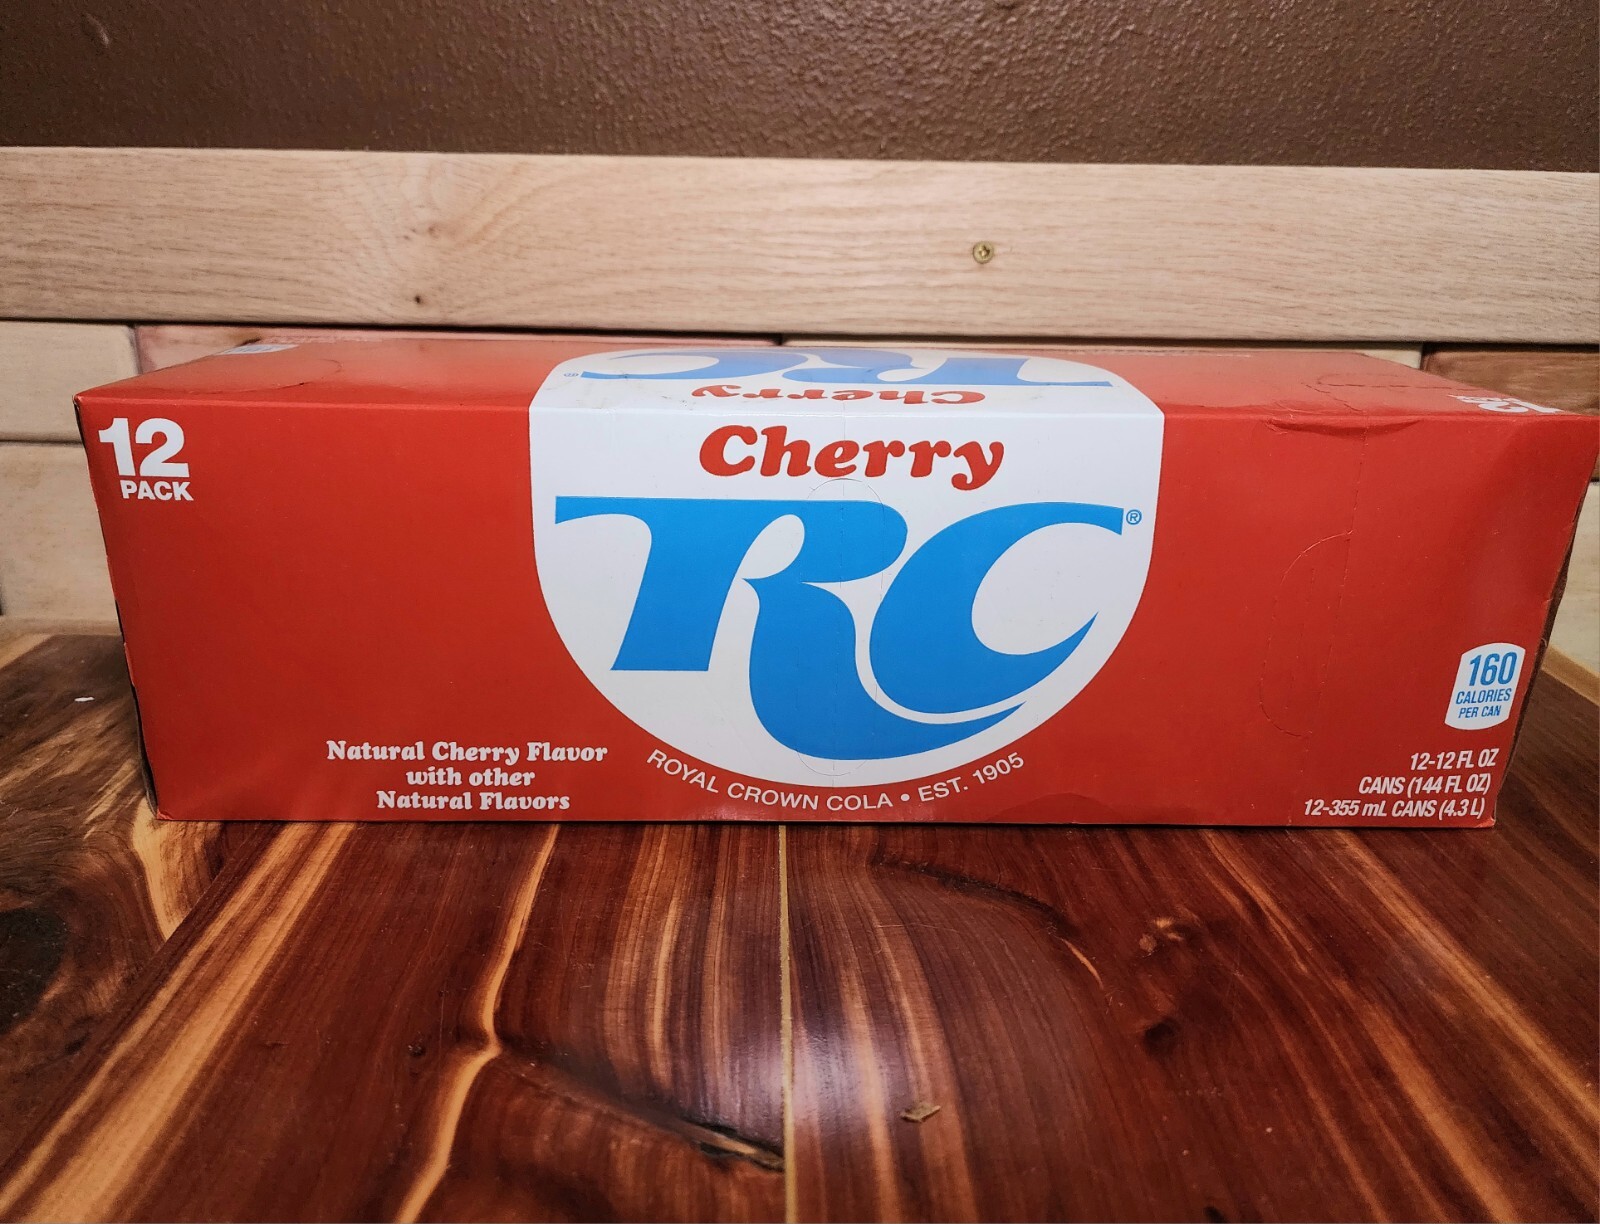 Cherry
12
PACK
Cherry
RC®
160
CALORIES
PER CAN
Natural Cherry Flavor
with other
Natural Flavors
ROYAL CROWN COLA • EST. 1905
12-12 FL OZ
CANS (144 FL OZ)
12-355 mL CANS (4.3 L)